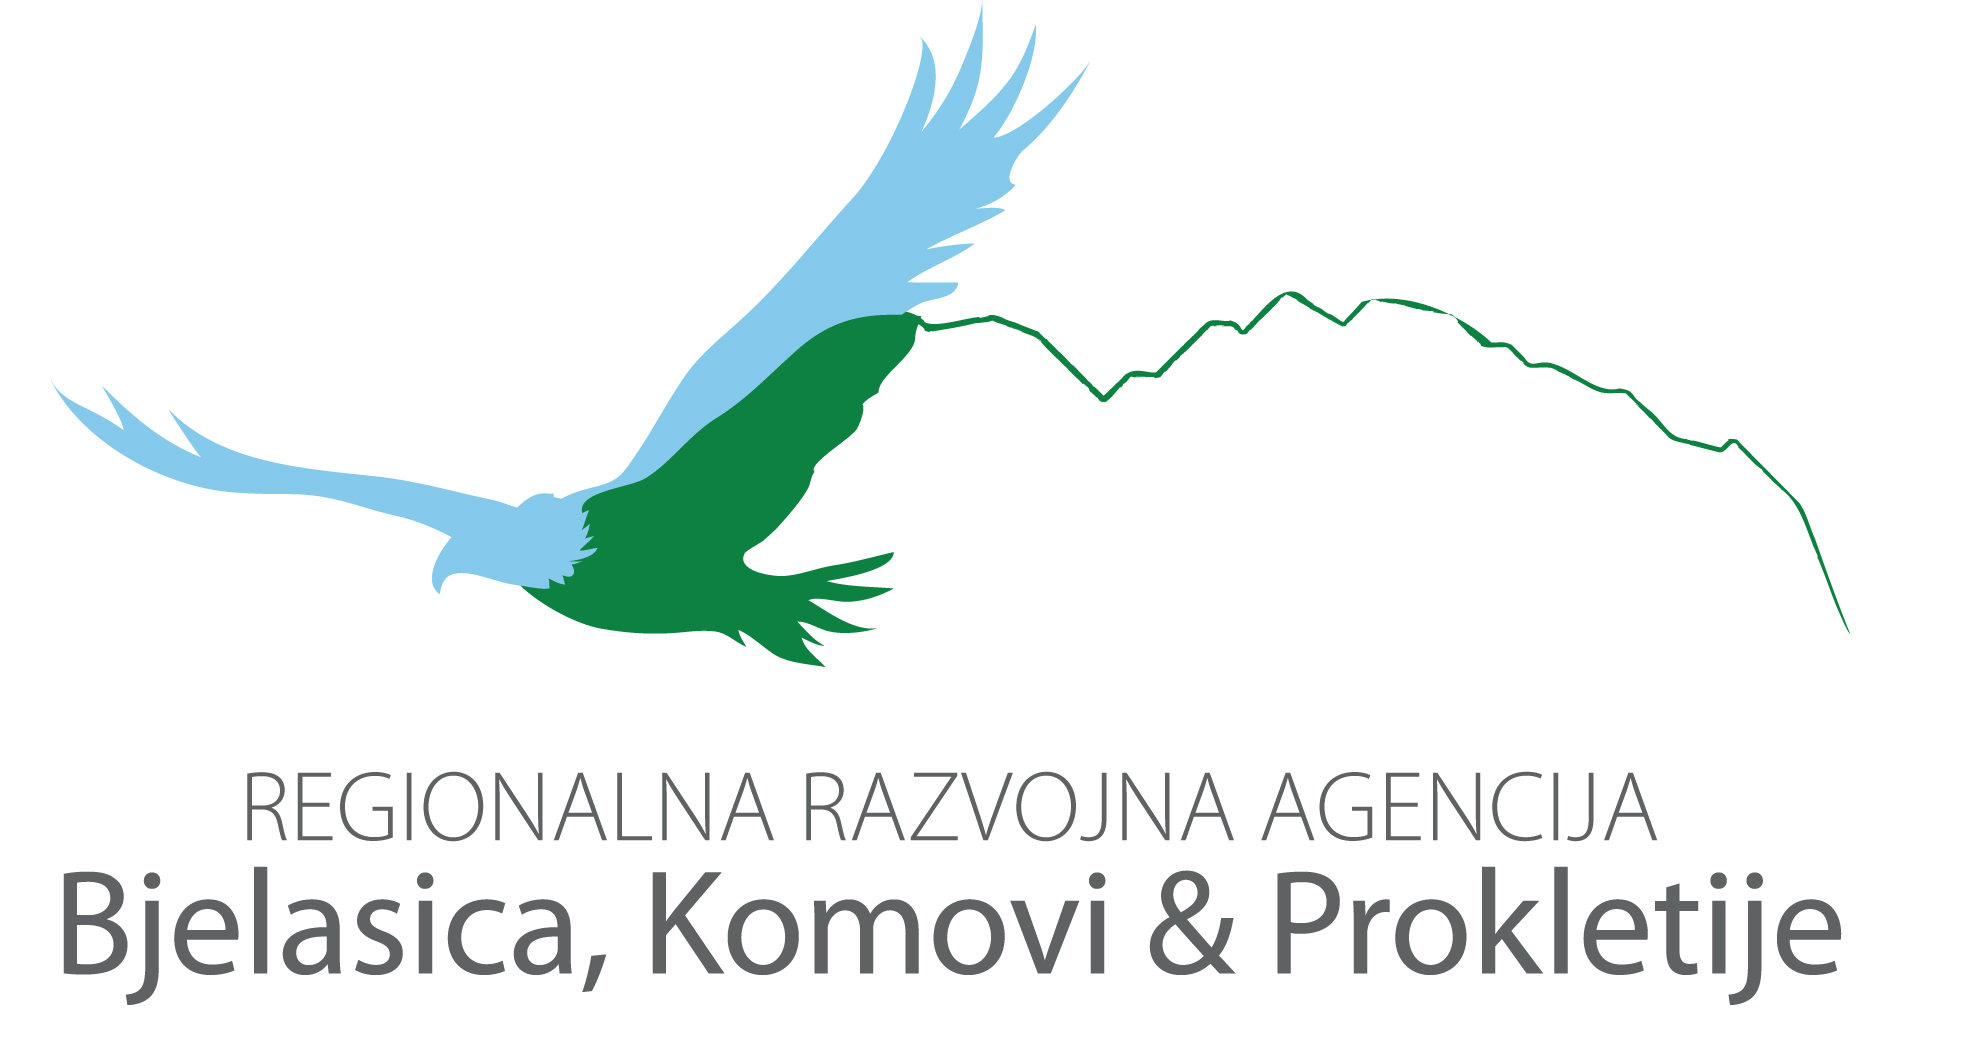 REGIONALNA RAZVOJNA AGENCIJA
Bjelasica, Komovi & Prokletije